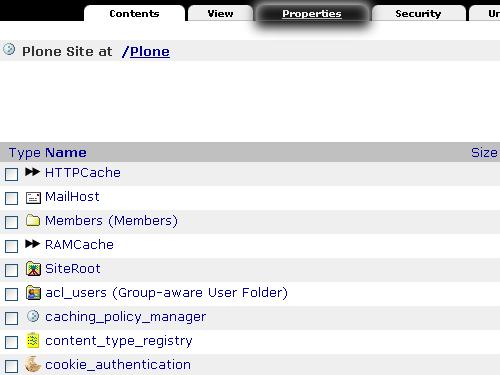 Contents View Properties Security
Plone Site at /Plone
Type Name Size
HTTPCache
MailHost
Members (Members)
RAMCache
SiteRoot
acl_users (Group-aware User Folder)
caching_policy_manager
content_type_registry
cookie_authentication